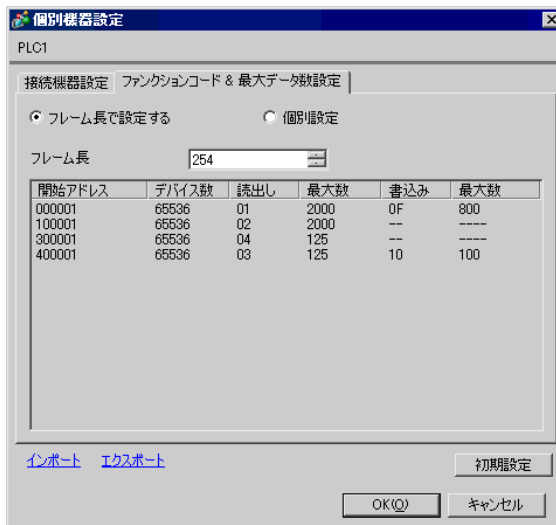 個別機器設定
PLC1
接続機器設定 ファンクションコード & 最大データ数設定
フレーム長で設定する 個別設定
フレーム長 254
開始アドレス デバイス数 読出し 最大数 書込み 最大数
000001 65536 01 2000 0F 800
100001 65536 02 2000 -- ----
300001 65536 04 125 -- ----
400001 65536 03 125 10 100
インポート エクスポート 初期設定
OK(O) キャンセル